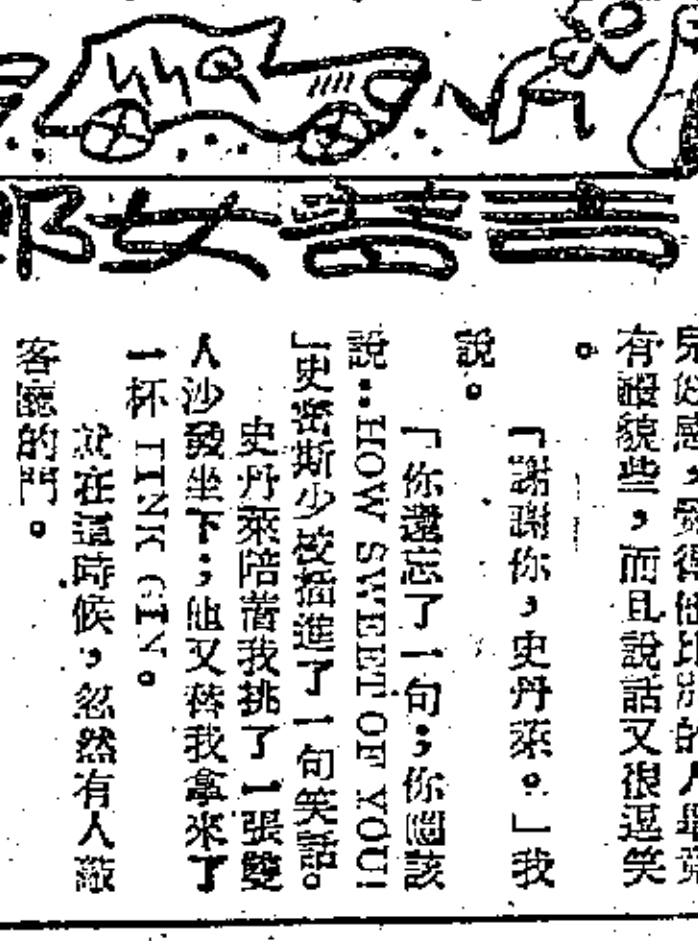 吉普女郎
有禮貌些，而且說話又很逗笑
。
「謝謝你，史丹萊。」我
說。
「你還忘了一句；你應該
說：HOW SWEET OF YOU!
」史密斯少校插進了一句笑話。
史丹萊陪着我挑了一張雙
人沙發坐下；他又替我拿來了
一杯 PINK GIN。
就在這時候，忽然有人敲
客廳的門。